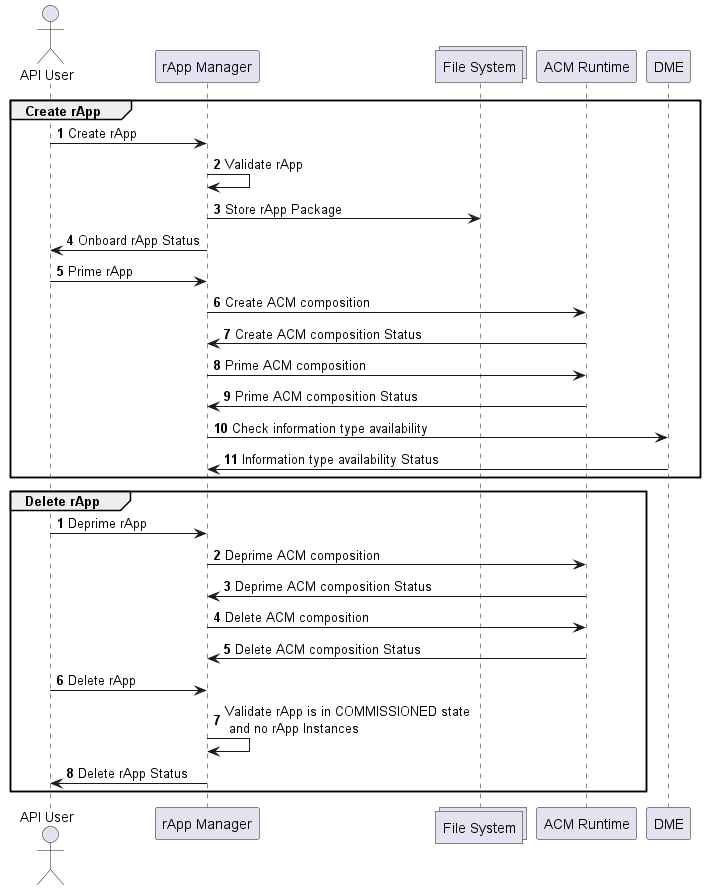 API User
rApp Manager
File System
ACM Runtime
DME
Create rApp
1 Create rApp
2 Validate rApp
3 Store rApp Package
4 Onboard rApp Status
5 Prime rApp
6 Create ACM composition
7 Create ACM composition Status
8 Prime ACM composition
9 Prime ACM composition Status
10 Check information type availability
11 Information type availability Status
Delete rApp
1 Deprime rApp
2 Deprime ACM composition
3 Deprime ACM composition Status
4 Delete ACM composition
5 Delete ACM composition Status
6 Delete rApp
7 Validate rApp is in COMMISSIONED state
and no rApp Instances
8 Delete rApp Status
API User
rApp Manager
File System
ACM Runtime
DME